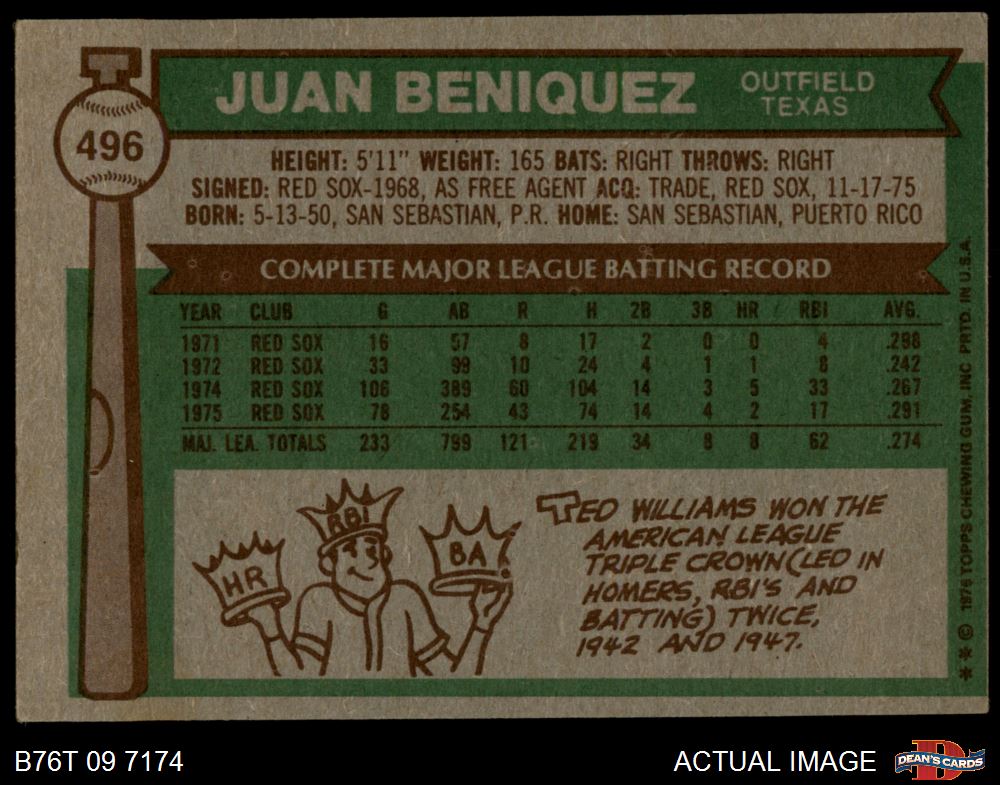 JUAN BENIQUEZ
OUTFIELD
TEXAS
496
HEIGHT: 5'11" WEIGHT: 165 BATS: RIGHT THROWS: RIGHT
SIGNED: RED SOX-1968, AS FREE AGENT ACQ: TRADE, RED SOX, 11-17-75
BORN: 5-13-50, SAN SEBASTIAN, P.R. HOME: SAN SEBASTIAN, PUERTO RICO
COMPLETE MAJOR LEAGUE BATTING RECORD
YEAR CLUB G AB R H 2B 3B HR RBI AVG.
1971 RED SOX 16 57 8 17 2 0 0 4 .298
1972 RED SOX 33 99 10 24 4 1 1 8 .242
1974 RED SOX 106 389 60 104 14 3 5 33 .267
1975 RED SOX 78 254 43 74 14 4 2 17 .291
MAJ. LEA. TOTALS 233 799 121 219 34 8 8 62 .274
HR
RBI
BA
TED WILLIAMS WON THE
AMERICAN LEAGUE
TRIPLE CROWN (LED IN
HOMERS, RBI'S AND
BATTING) TWICE,
1942 AND 1947.
* * © 1976 TOPPS CHEWING GUM, INC PRTD. IN U.S.A.
B76T 09 7174
ACTUAL IMAGE
D
DEAN'S CARDS